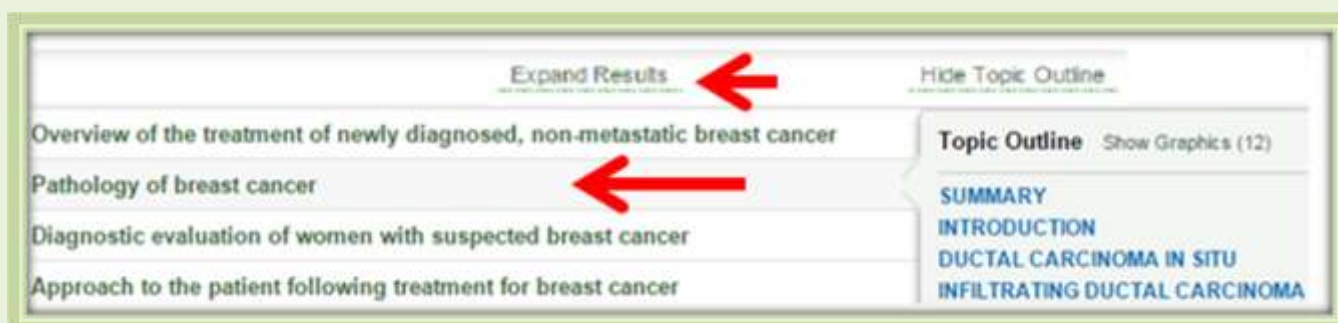 Expand Results
Hide Topic Outline
Overview of the treatment of newly diagnosed, non-metastatic breast cancer
Pathology of breast cancer
Diagnostic evaluation of women with suspected breast cancer
Approach to the patient following treatment for breast cancer
Topic Outline Show Graphics (12)
SUMMARY
INTRODUCTION
DUCTAL CARCINOMA IN SITU
INFILTRATING DUCTAL CARCINOMA